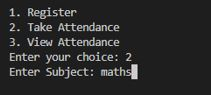 1. Register
2. Take Attendance
3. View Attendance
Enter your choice: 2
Enter Subject: maths